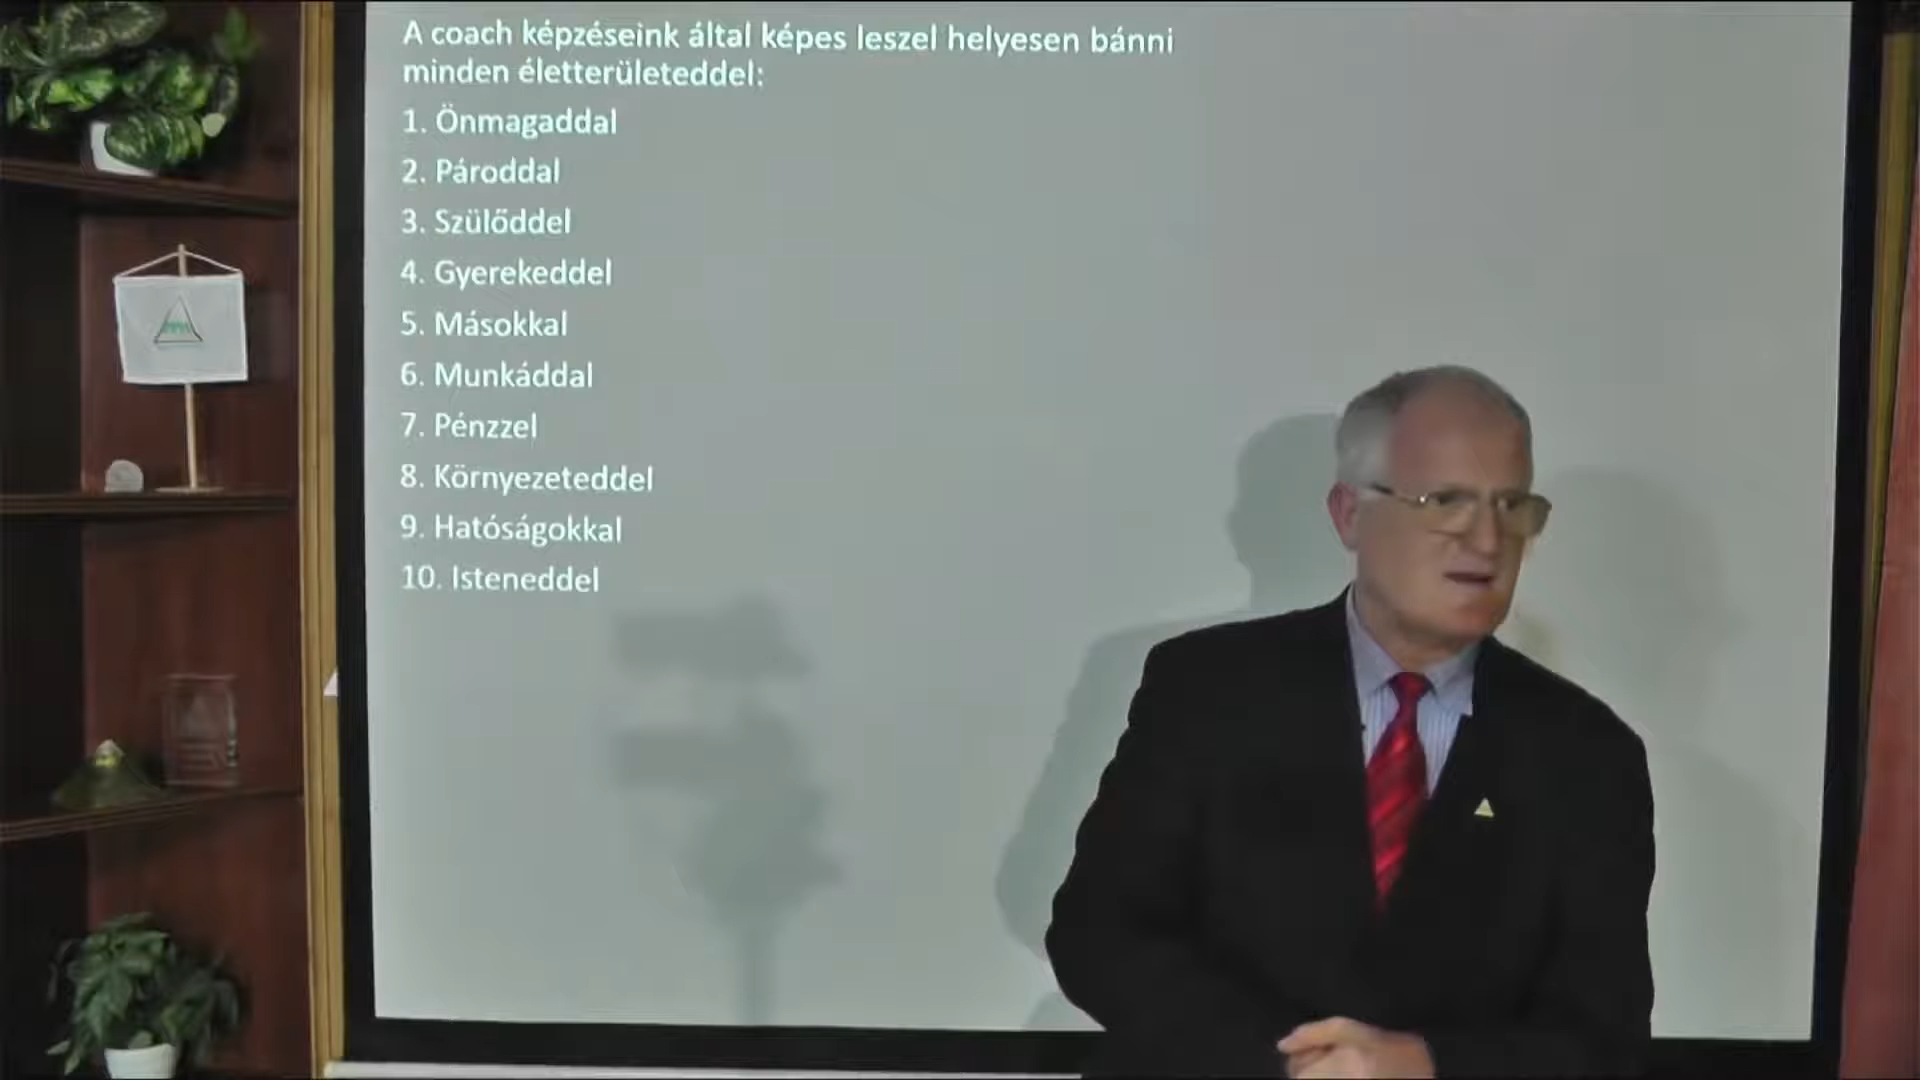 A coach képzéseink által képes leszel helyesen bánni
minden életterületeddel:
1. Önmagaddal
2. Pároddal
3. Szülőddel
4. Gyerekeddel
5. Másokkal
6. Munkáddal
7. Pénzzel
8. Környezeteddel
9. Hatóságokkal
10. Isteneddel